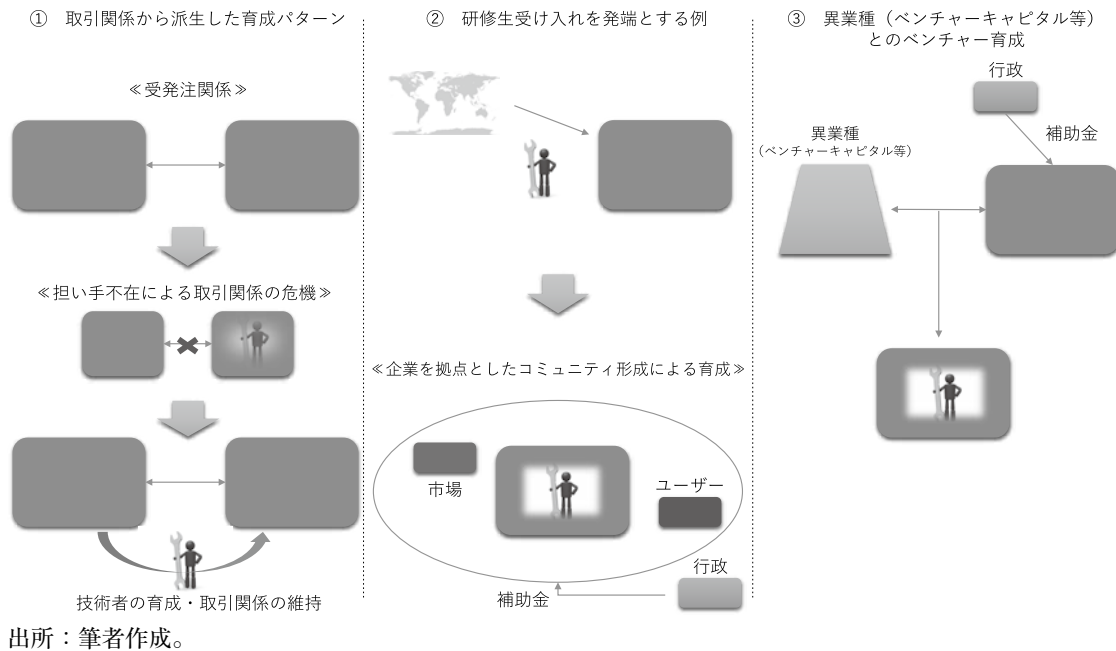 ① 取引関係から派生した育成パターン
≪受発注関係≫
≪担い手不在による取引関係の危機≫
技術者の育成・取引関係の維持
② 研修生受け入れを発端とする例
≪企業を拠点としたコミュニティ形成による育成≫
市場
ユーザー
行政
補助金
③ 異業種（ベンチャーキャピタル等）
とのベンチャー育成
行政
補助金
異業種
（ベンチャーキャピタル等）
出所：筆者作成。